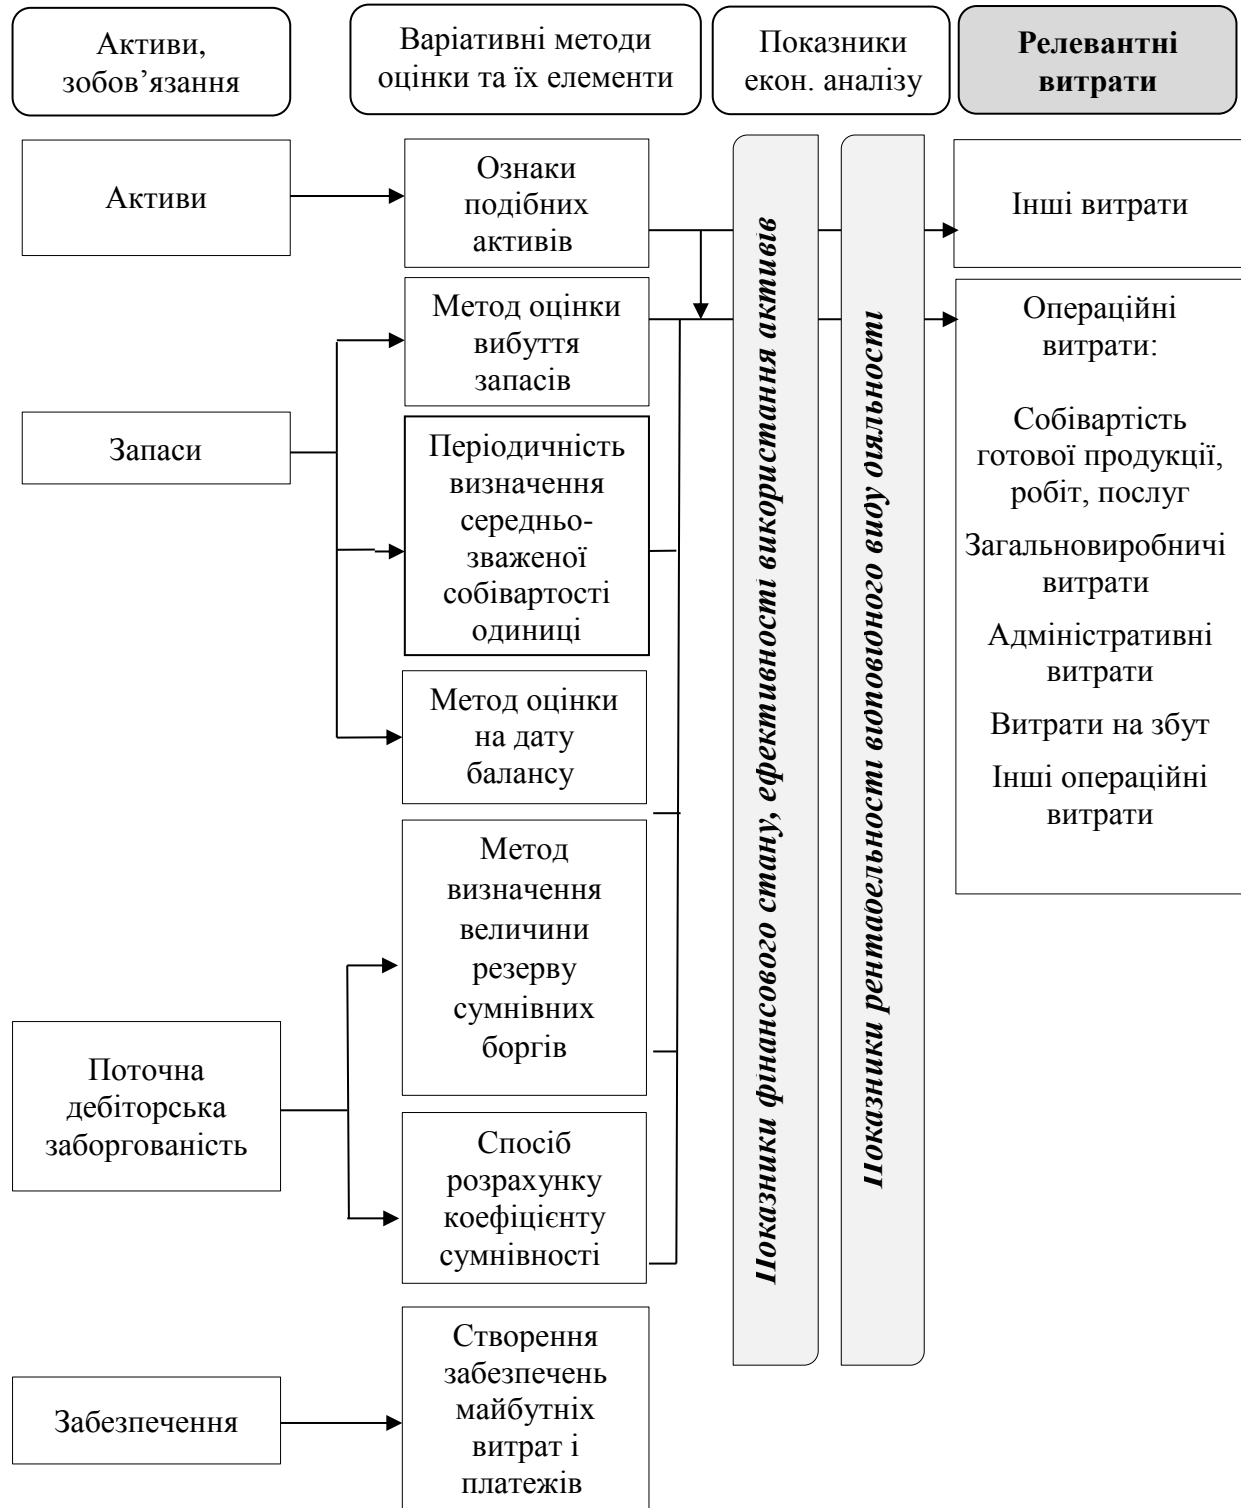 Активи,
зобов’язання
Варіативні методи
оцінки та їх елементи
Показники
екон. аналізу
Релевантні
витрати
Активи
Ознаки
подібних
активів
Інші витрати
Запаси
Метод оцінки
вибуття
запасів
Періодичність
визначення
середньо-
зваженої
собівартості
одиниці
Метод оцінки
на дату
балансу
Поточна
дебіторська
заборгованість
Метод
визначення
величини
резерву
сумнівних
боргів
Спосіб
розрахунку
коефіцієнту
сумнівності
Забезпечення
Створення
забезпечень
майбутніх
витрат і
платежів
Показники фінансового стану, ефективності використання активів
Показники рентабельності відповідного виду діяльності
Операційні
витрати:
Собівартість
готової продукції,
робіт, послуг
Загальновиробничі
витрати
Адміністративні
витрати
Витрати на збут
Інші операційні
витрати